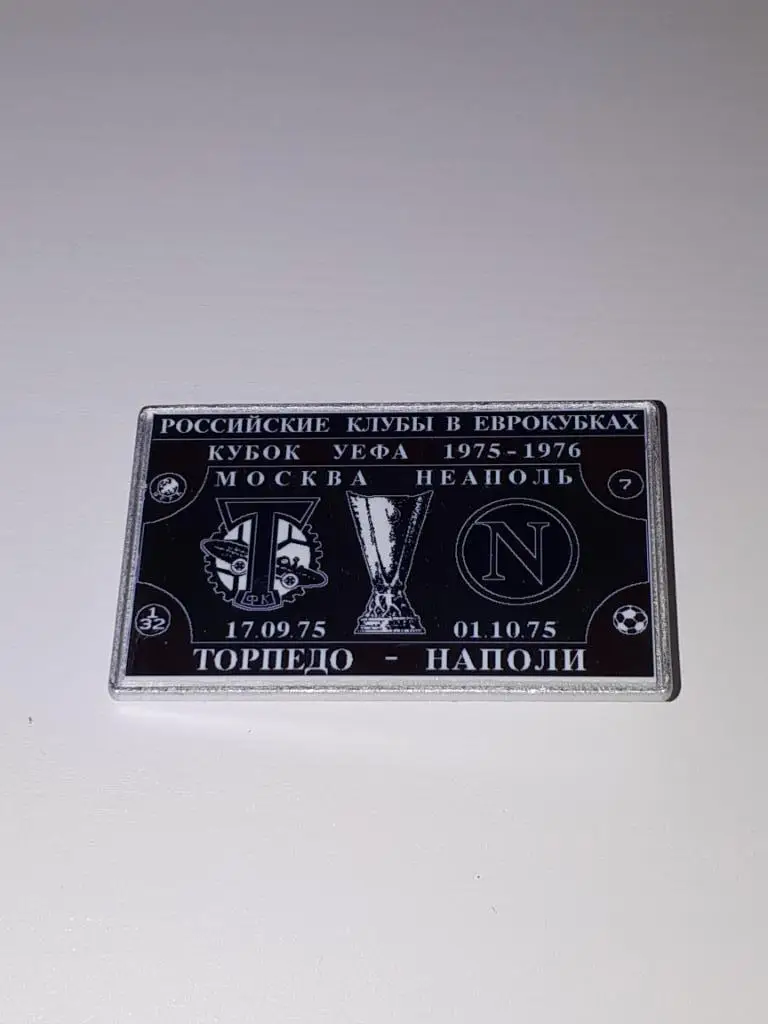 РОССИЙСКИЕ КЛУБЫ В ЕВРОКУБКАХ
КУБОК УЕФА 1975-1976
МОСКВА НЕАПОЛЬ
7
Т
ФК
N
1
32
17.09.75 01.10.75
ТОРПЕДО - НАПОЛИ